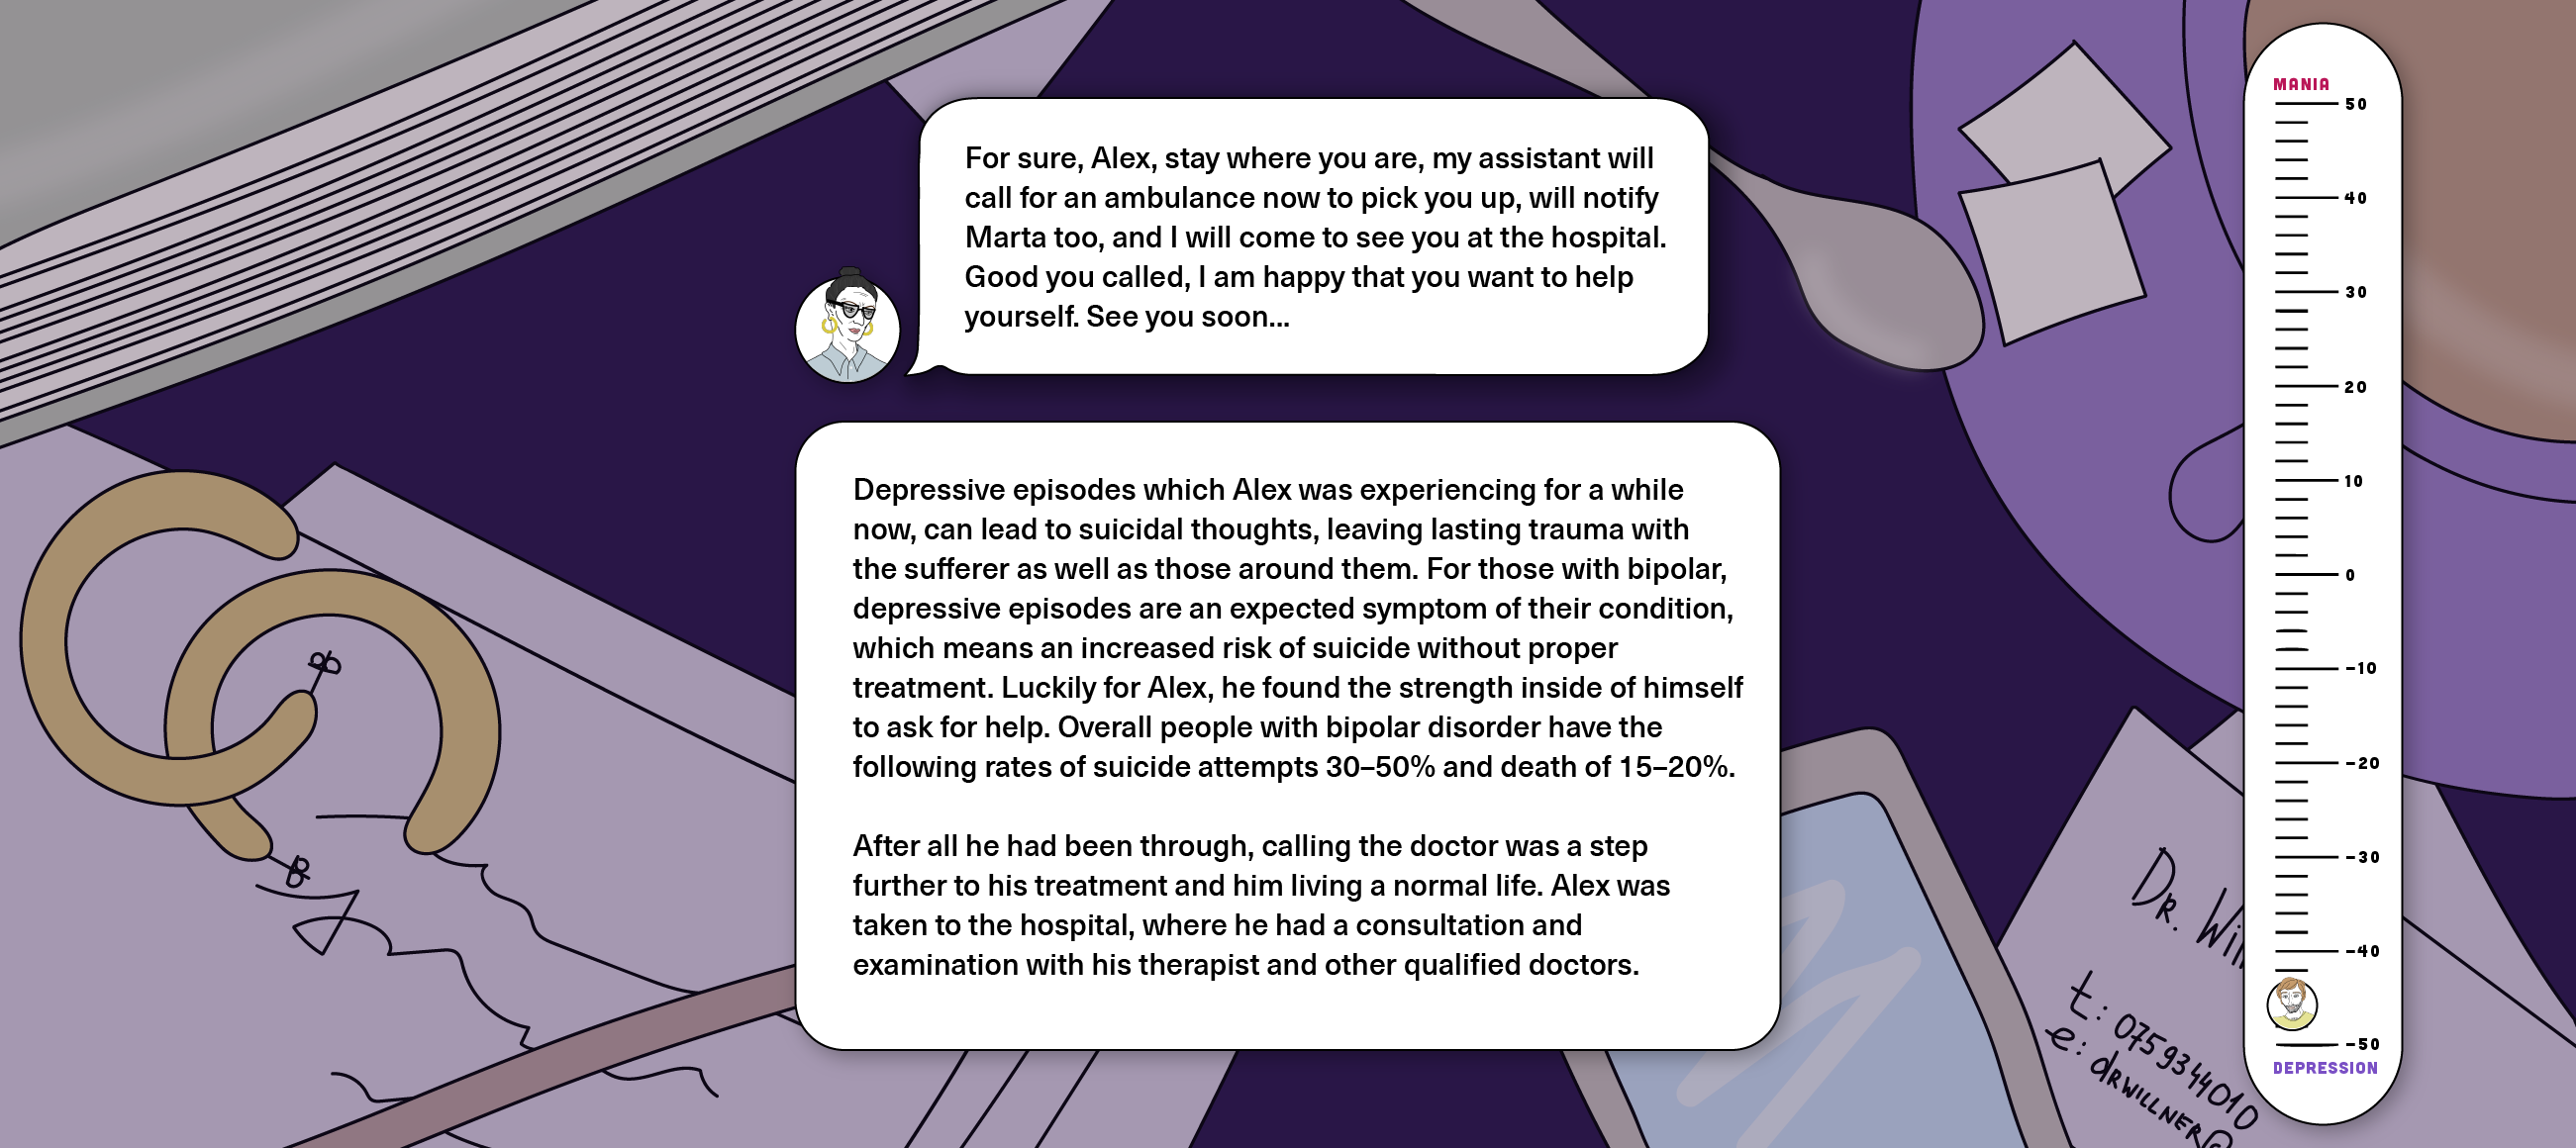 For sure, Alex, stay where you are, my assistant will
call for an ambulance now to pick you up, will notify
Marta too, and I will come to see you at the hospital.
Good you called, I am happy that you want to help
yourself. See you soon...
Depressive episodes which Alex was experiencing for a while
now, can lead to suicidal thoughts, leaving lasting trauma with
the sufferer as well as those around them. For those with bipolar,
depressive episodes are an expected symptom of their condition,
which means an increased risk of suicide without proper
treatment. Luckily for Alex, he found the strength inside of himself
to ask for help. Overall people with bipolar disorder have the
following rates of suicide attempts 30–50% and death of 15–20%.
After all he had been through, calling the doctor was a step
further to his treatment and him living a normal life. Alex was
taken to the hospital, where he had a consultation and
examination with his therapist and other qualified doctors.
MANIA
50
40
30
20
10
0
-10
-20
-30
-40
-50
DEPRESSION
DR.
t: 0759344010
e: DRWILLNER@